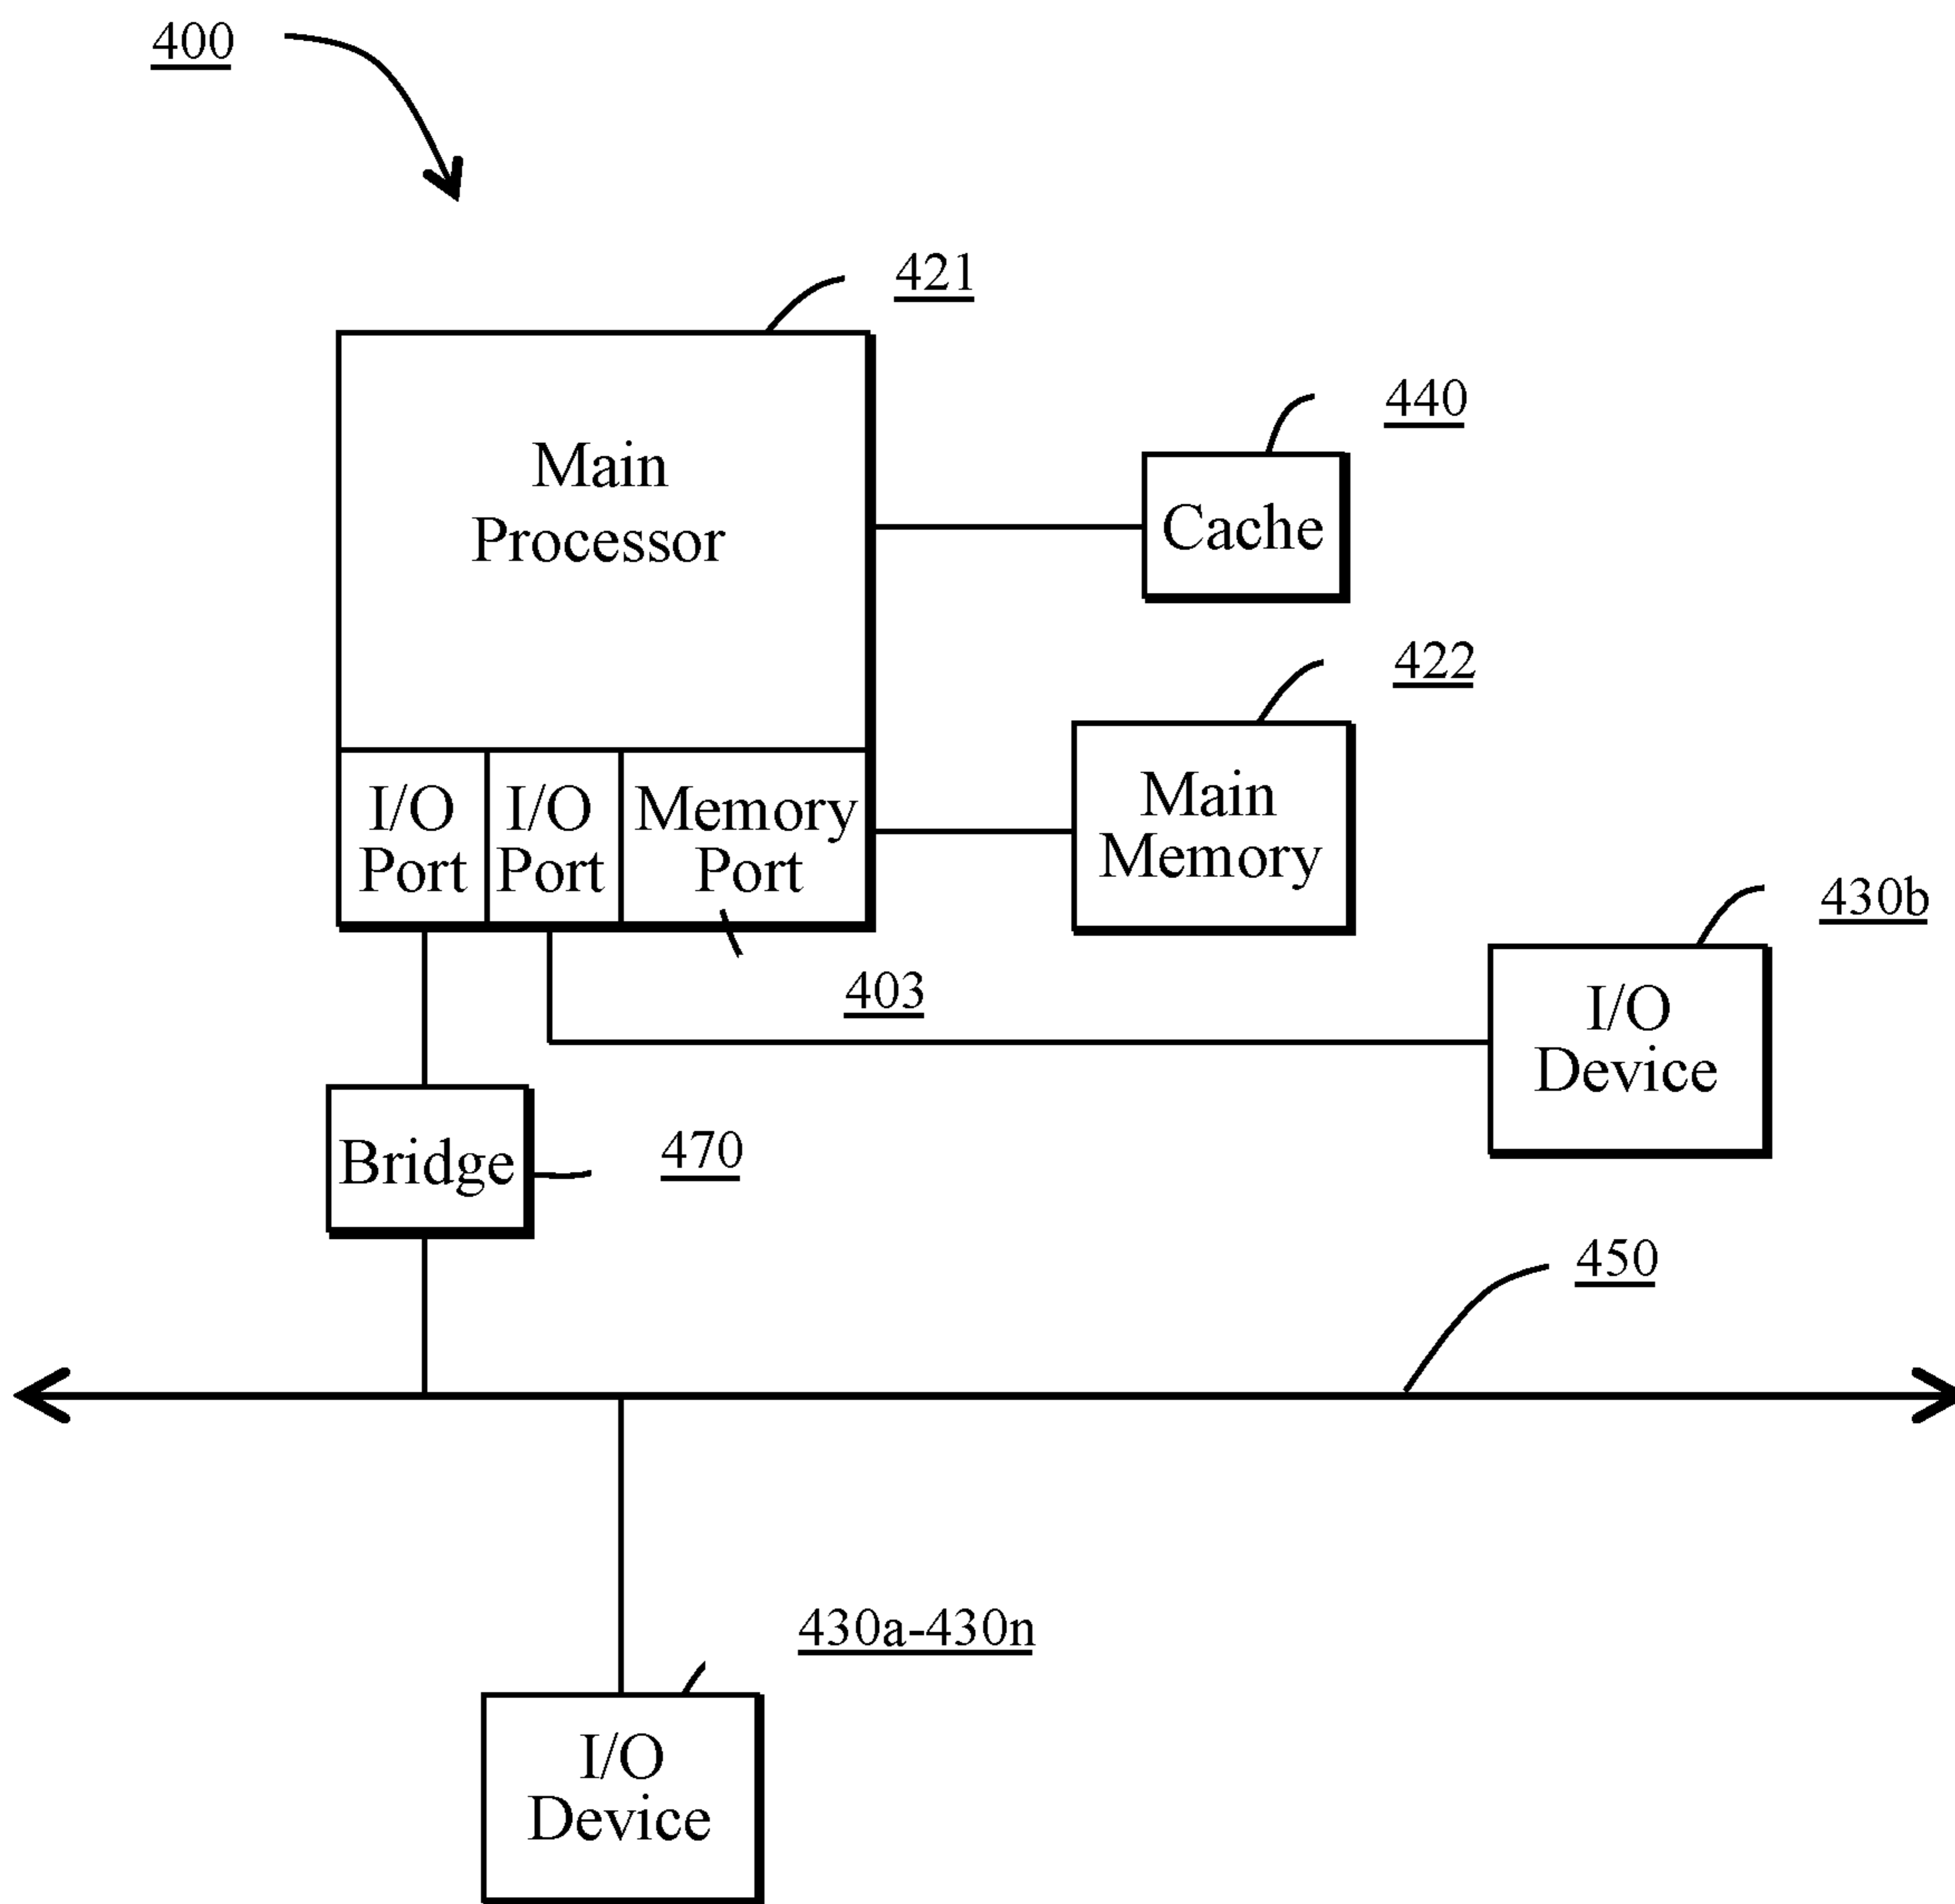 400
421
440
Main
Processor
Cache
422
I/O
Port
I/O
Port
Memory
Port
Main
Memory
430b
403
I/O
Device
Bridge
470
450
430a-430n
I/O
Device